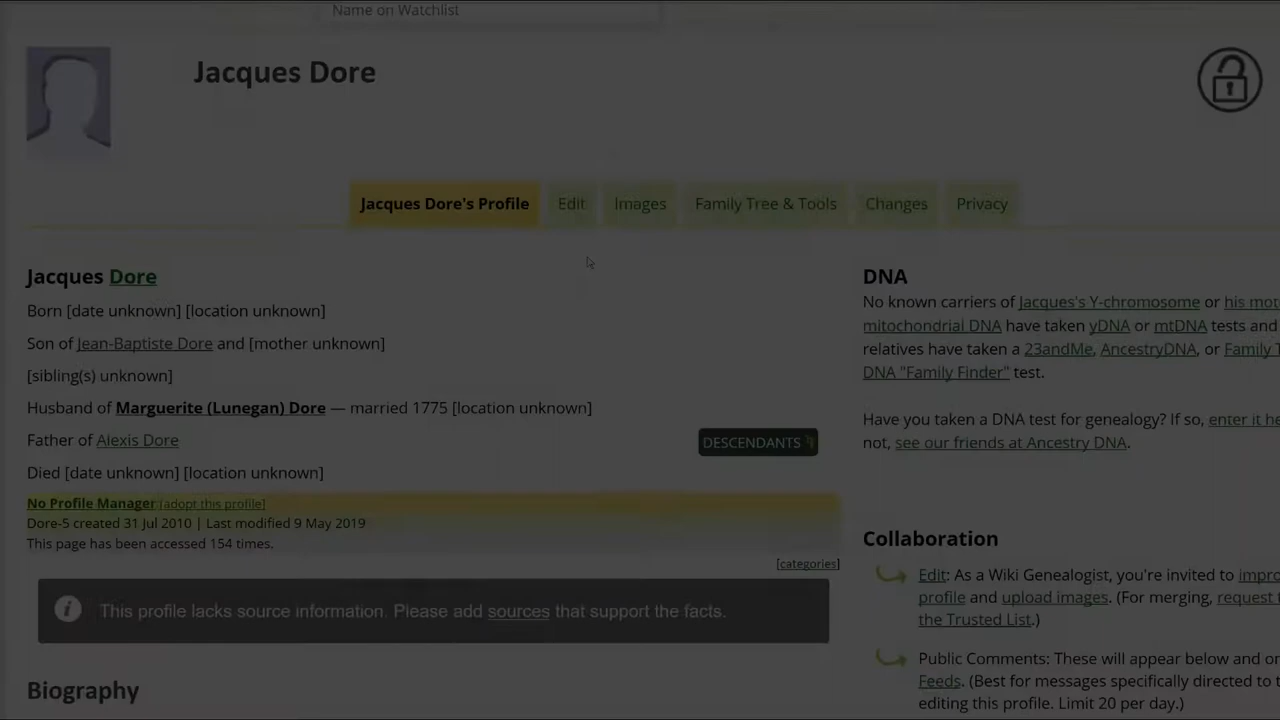 Name on Watchlist
Jacques Dore
Jacques Dore's Profile
Edit
Images
Family Tree & Tools
Changes
Privacy
Jacques Dore
Born [date unknown] [location unknown]
Son of Jean-Baptiste Dore and [mother unknown]
[sibling(s) unknown]
Husband of Marguerite (Lunegan) Dore — married 1775 [location unknown]
Father of Alexis Dore
DESCENDANTS
Died [date unknown] [location unknown]
No Profile Manager [adopt this profile]
Dore-5 created 31 Jul 2010 | Last modified 9 May 2019
This page has been accessed 154 times.
[categories]
This profile lacks source information. Please add sources that support the facts.
Biography
DNA
No known carriers of Jacques's Y-chromosome or his
mitochondrial DNA have taken yDNA or mtDNA tests and
relatives have taken a 23andMe, AncestryDNA, or Family
DNA "Family Finder" test.
Have you taken a DNA test for genealogy? If so, enter it
not, see our friends at Ancestry DNA.
Collaboration
Edit: As a Wiki Genealogist, you're invited to
profile and upload images. (For merging, request
the Trusted List.)
Public Comments: These will appear below and
Feeds. (Best for messages specifically directed to
editing this profile. Limit 20 per day.)